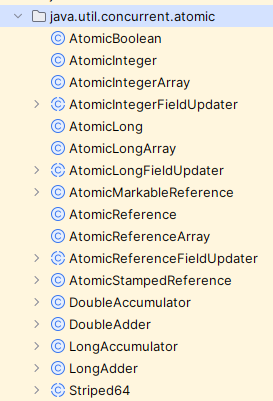 java.util.concurrent.atomic
AtomicBoolean
AtomicInteger
AtomicIntegerArray
AtomicIntegerFieldUpdater
AtomicLong
AtomicLongArray
AtomicLongFieldUpdater
AtomicMarkableReference
AtomicReference
AtomicReferenceArray
AtomicReferenceFieldUpdater
AtomicStampedReference
DoubleAccumulator
DoubleAdder
LongAccumulator
LongAdder
Striped64